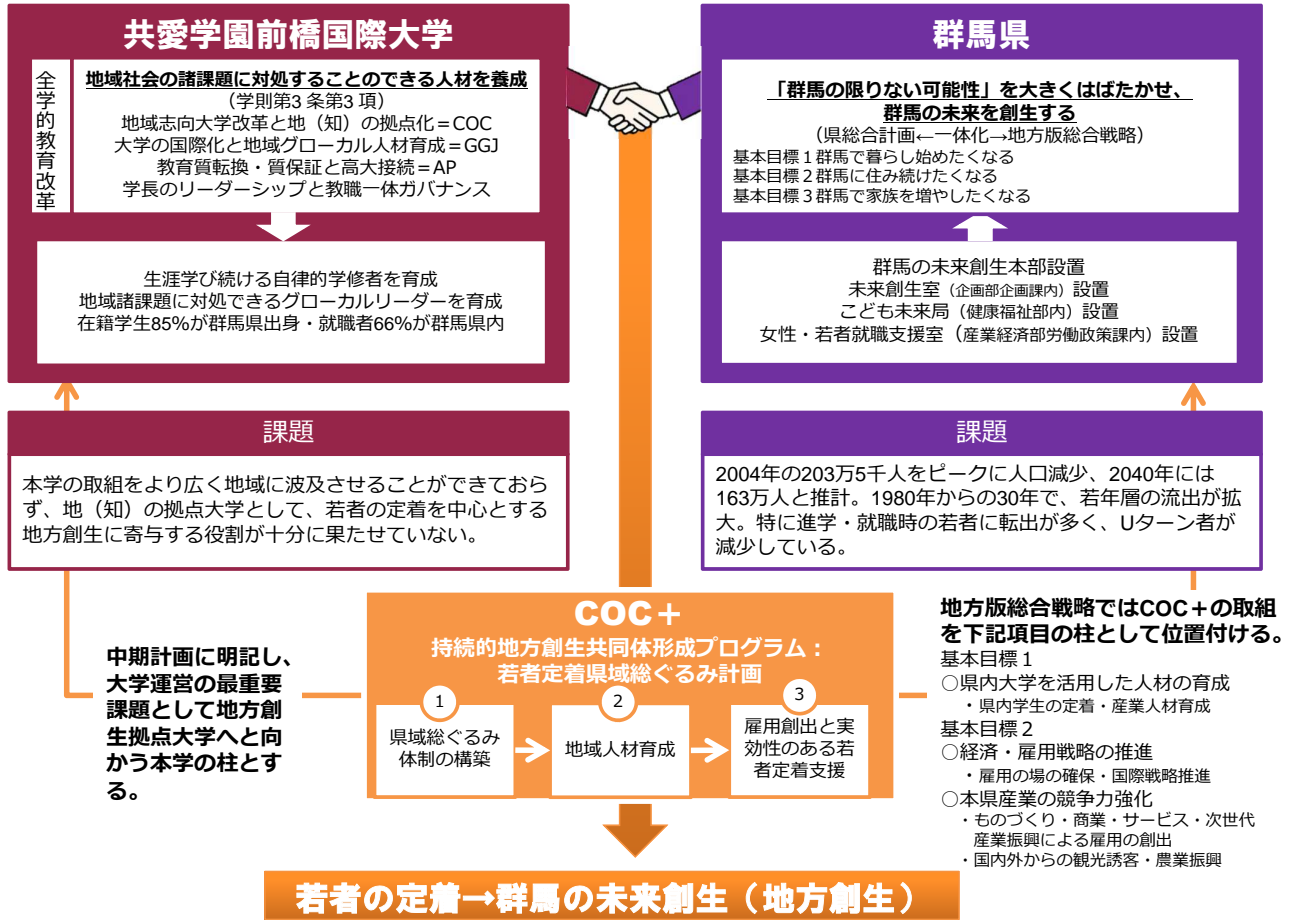 共愛学園前橋国際大学
全学的教育改革
地域社会の諸課題に対処することのできる人材を養成
(学則第3 条第3 項)
地域志向大学改革と地（知）の拠点化＝COC
大学の国際化と地域グローカル人材育成＝GGJ
教育質転換・質保証と高大接続＝AP
学長のリーダーシップと教職一体ガバナンス
生涯学び続ける自律的学修者を育成
地域諸課題に対処できるグローカルリーダーを育成
在籍学生85%が群馬県出身・就職者66%が群馬県内
群馬県
「群馬の限りない可能性」を大きくはばたかせ、
群馬の未来を創生する
（県総合計画←一体化→地方版総合戦略）
基本目標１群馬で暮らし始めたくなる
基本目標２群馬に住み続けたくなる
基本目標３群馬で家族を増やしたくなる
群馬の未来創生本部設置
未来創生室（企画部企画課内）設置
こども未来局（健康福祉部内）設置
女性・若者就職支援室（産業経済部労働政策課内）設置
課題
本学の取組をより広く地域に波及させることができておら
ず、地（知）の拠点大学として、若者の定着を中心とする
地方創生に寄与する役割が十分に果たせていない。
課題
2004年の203万5千人をピークに人口減少、2040年には
163万人と推計。1980年からの30年で、若年層の流出が拡
大。特に進学・就職時の若者に転出が多く、Uターン者が
減少している。
中期計画に明記し、
大学運営の最重要
課題として地方創
生拠点大学へと向
かう本学の柱とす
る。
COC＋
持続的地方創生共同体形成プログラム：
若者定着県域総ぐるみ計画
1
県域総ぐるみ
体制の構築
2
地域人材育成
3
雇用創出と実
効性のある若
者定着支援
地方版総合戦略ではCOC＋の取組
を下記項目の柱として位置付ける。
基本目標１
○県内大学を活用した人材の育成
・県内学生の定着・産業人材育成
基本目標２
○経済・雇用戦略の推進
・雇用の場の確保・国際戦略推進
○本県産業の競争力強化
・ものづくり・商業・サービス・次世代
産業振興による雇用の創出
・国内外からの観光誘客・農業振興
若者の定着→群馬の未来創生（地方創生）